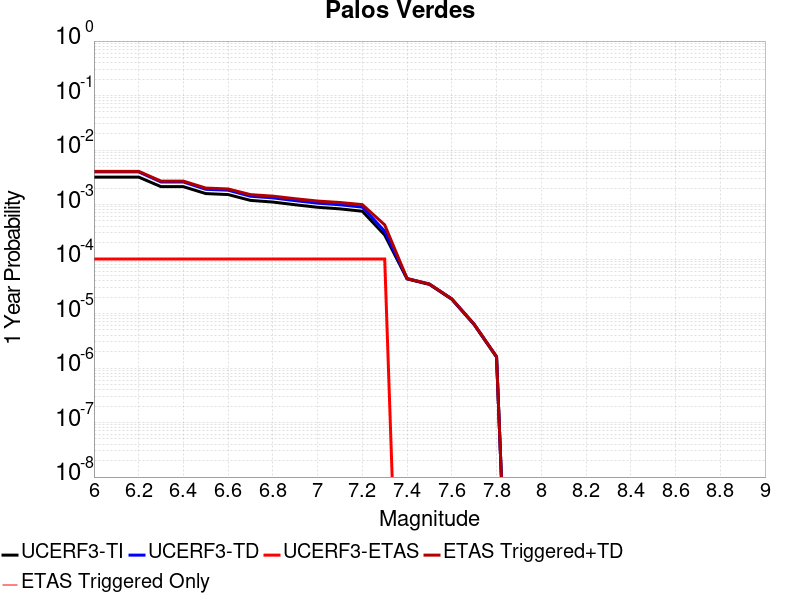 Palos Verdes
1 Year Probability
10^0
10^-1
10^-2
10^-3
10^-4
10^-5
10^-6
10^-7
10^-8
6 6.2 6.4 6.6 6.8 7 7.2 7.4 7.6 7.8 8 8.2 8.4 8.6 8.8 9
Magnitude
UCERF3-TI UCERF3-TD UCERF3-ETAS ETAS Triggered+TD
ETAS Triggered Only